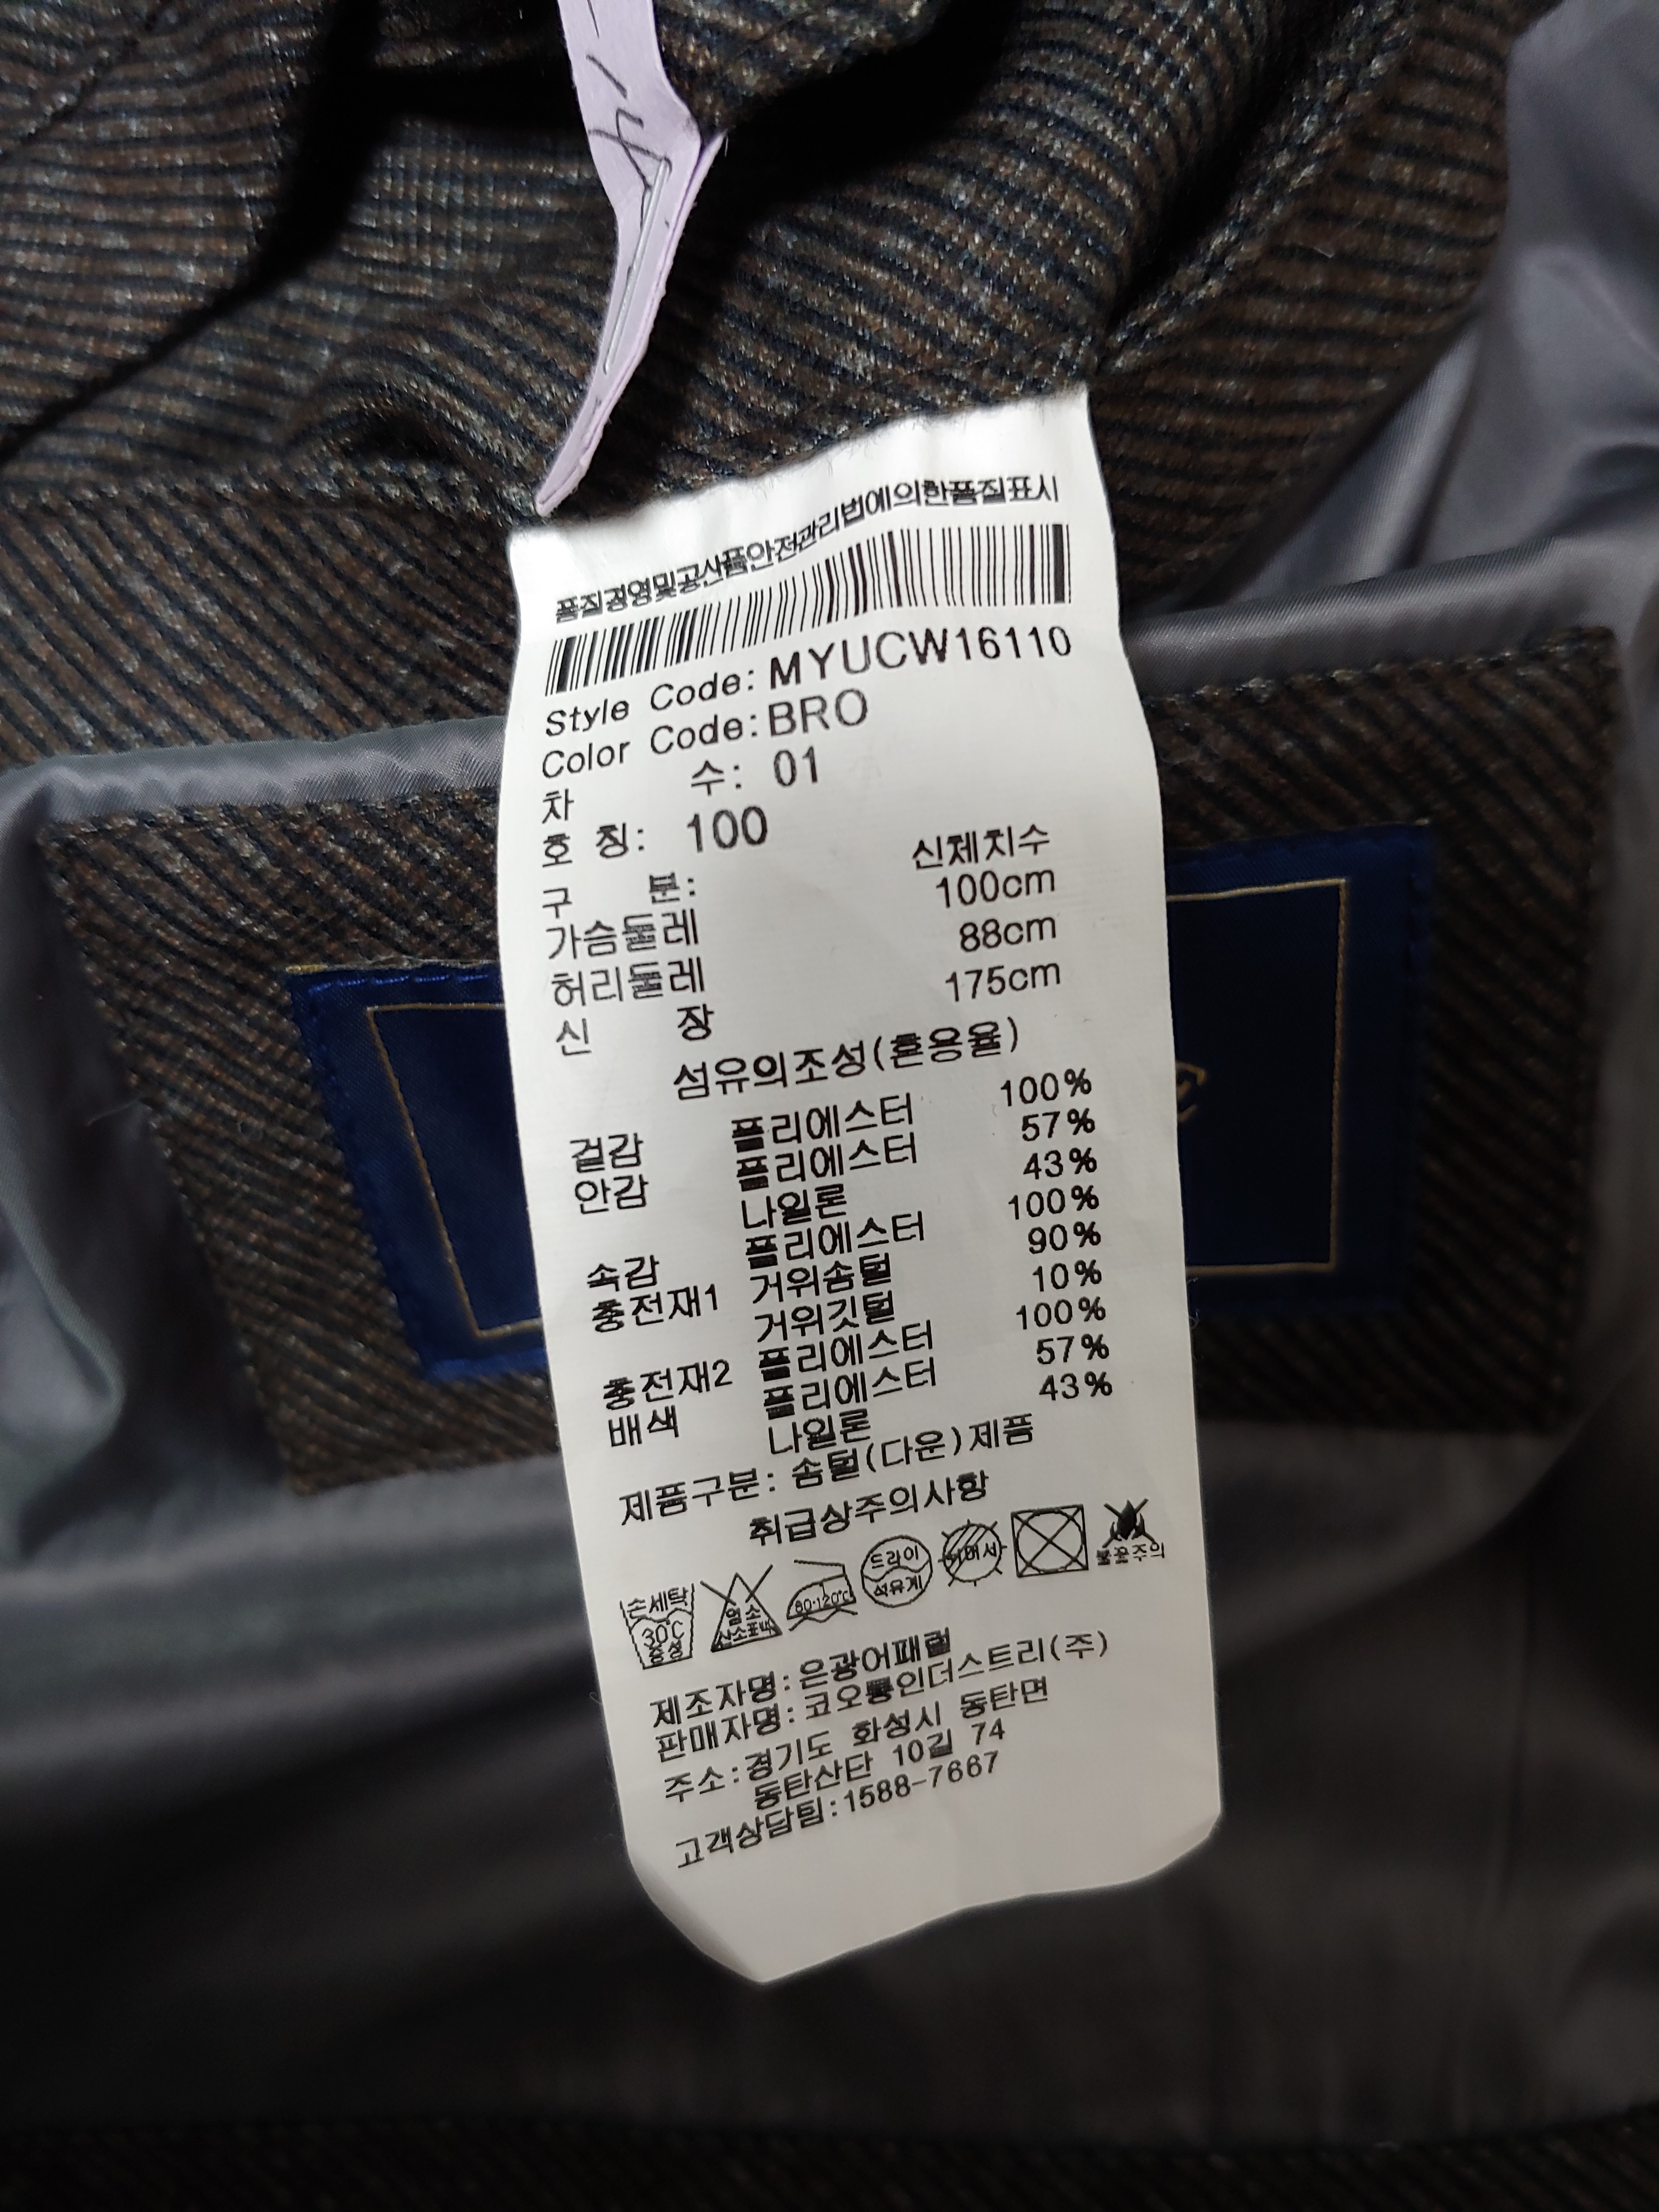 품질경영및공산품안전관리법에의한품질표시
Style Code: MYUCW16110
Color Code: BRO
차 수: 01
호 칭: 100
구 분: 신체치수
가슴둘레 100cm
허리둘레 88cm
신 장 175cm
섬유의조성(혼용율)
겉감 폴리에스터 100%
안감 폴리에스터 57%
나일론 43%
속감 폴리에스터 100%
충전재1 거위솜털 90%
거위깃털 10%
충전재2 폴리에스터 100%
배색 폴리에스터 57%
나일론 43%
제품구분: 솜털(다운)제품
취급상주의사항
손세탁 30℃ 중성
염소 산소표백
80-120℃
드라이 석유계
불꽃주의
제조자명:은광어패럴
판매자명:코오롱인더스트리(주)
주소:경기도 화성시 동탄면
동탄산단 10길 74
고객상담팀:1588-7667